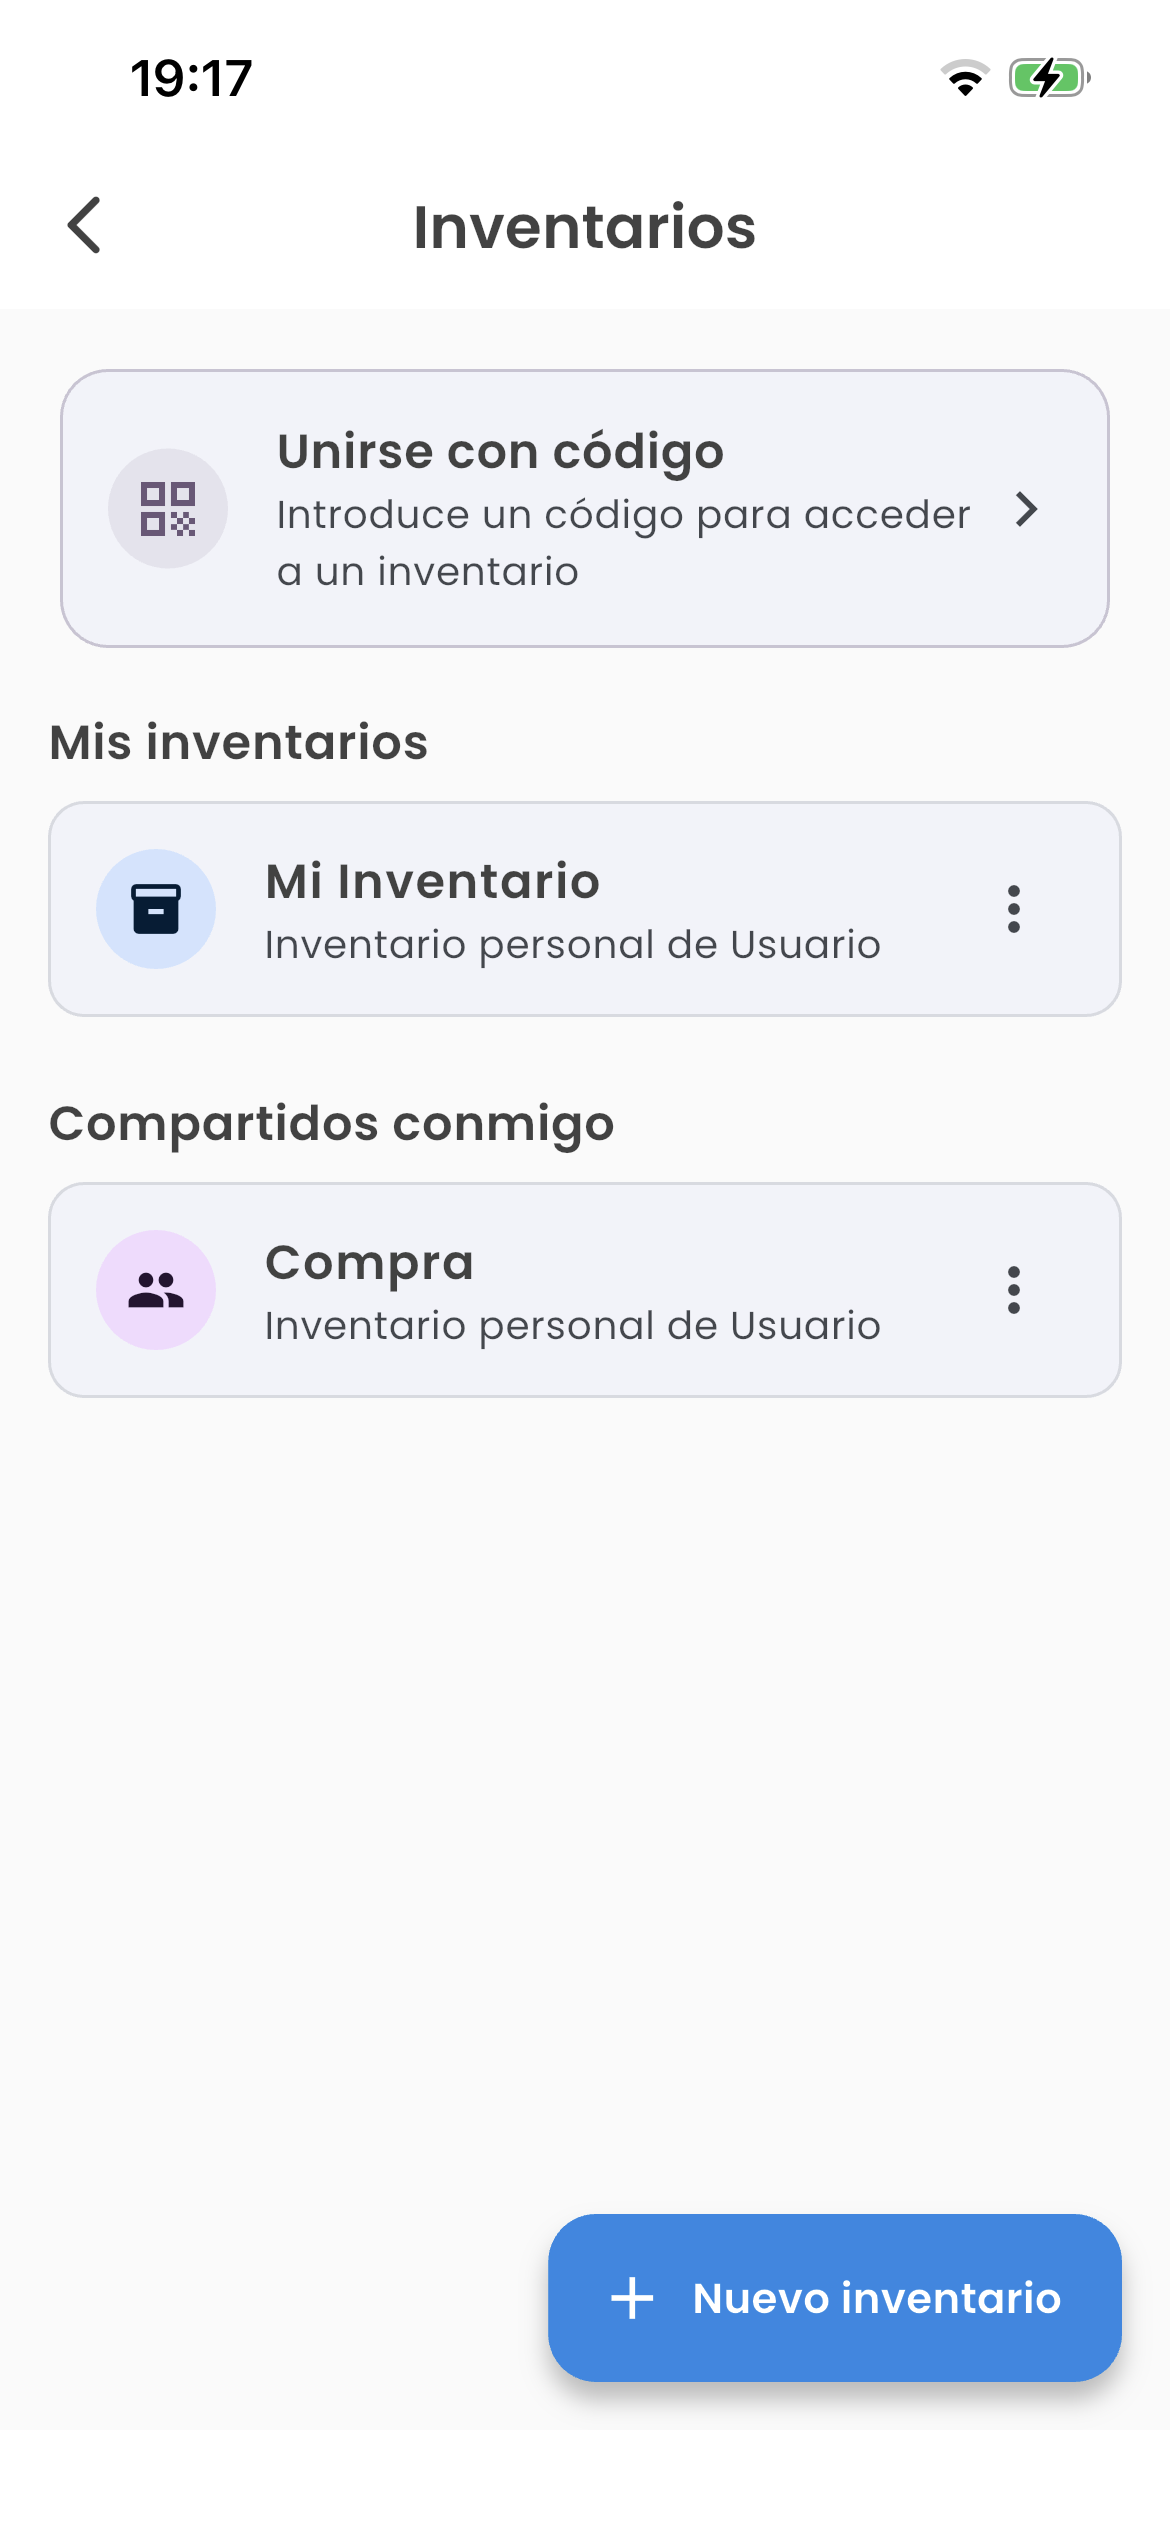 19:17
Inventarios
Unirse con código
Introduce un código para acceder
a un inventario
Mis inventarios
Mi Inventario
Inventario personal de Usuario
Compartidos conmigo
Compra
Inventario personal de Usuario
Nuevo inventario